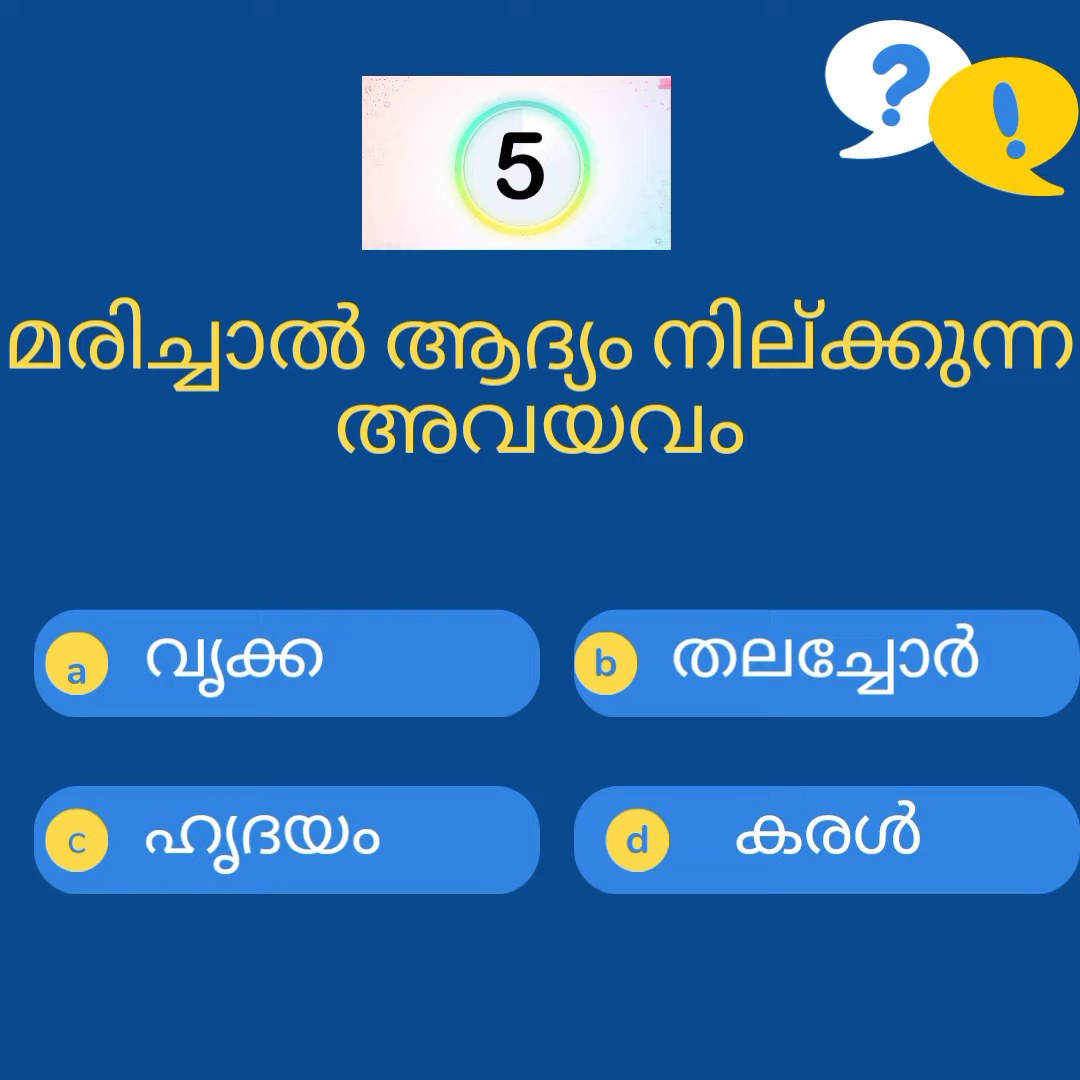 5
?
!
മരിച്ചാൽ ആദ്യം നില്ക്കുന്ന
അവയവം
a വൃക്ക
b തലച്ചോർ
c ഹൃദയം
d കരൾ